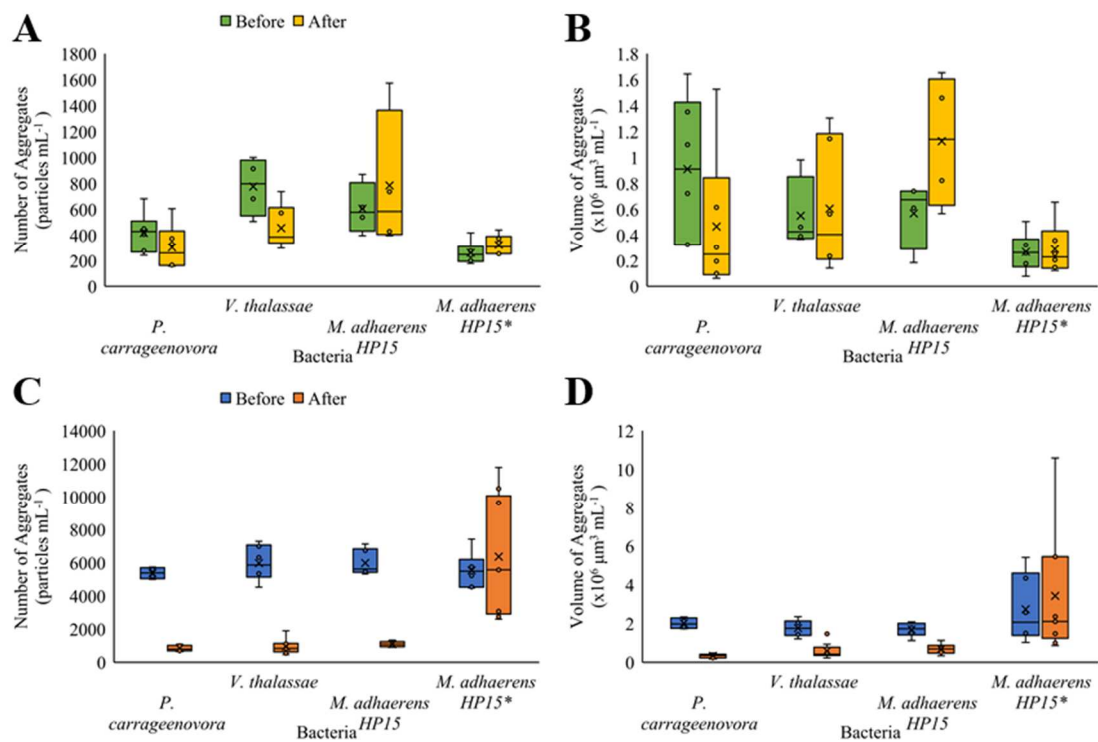 A
Before After
Number of Aggregates
(particles mL⁻¹)
1800
1600
1400
1200
1000
800
600
400
200
0
P.
carrageenovora
V. thalassae
M. adhaerens
HP15
M. adhaerens
HP15*
Bacteria
B
Volume of Aggregates
(x10⁶ µm³ mL⁻¹)
1.8
1.6
1.4
1.2
1
0.8
0.6
0.4
0.2
0
P.
carrageenovora
V. thalassae
M. adhaerens
HP15
M. adhaerens
HP15*
Bacteria
C
Before After
Number of Aggregates
(particles mL⁻¹)
14000
12000
10000
8000
6000
4000
2000
0
P.
carrageenovora
V. thalassae
M. adhaerens
HP15
M. adhaerens
HP15*
Bacteria
D
Volume of Aggregates
(x10⁶ µm³ mL⁻¹)
12
10
8
6
4
2
0
P.
carrageenovora
V. thalassae
M. adhaerens
HP15
M. adhaerens
HP15*
Bacteria